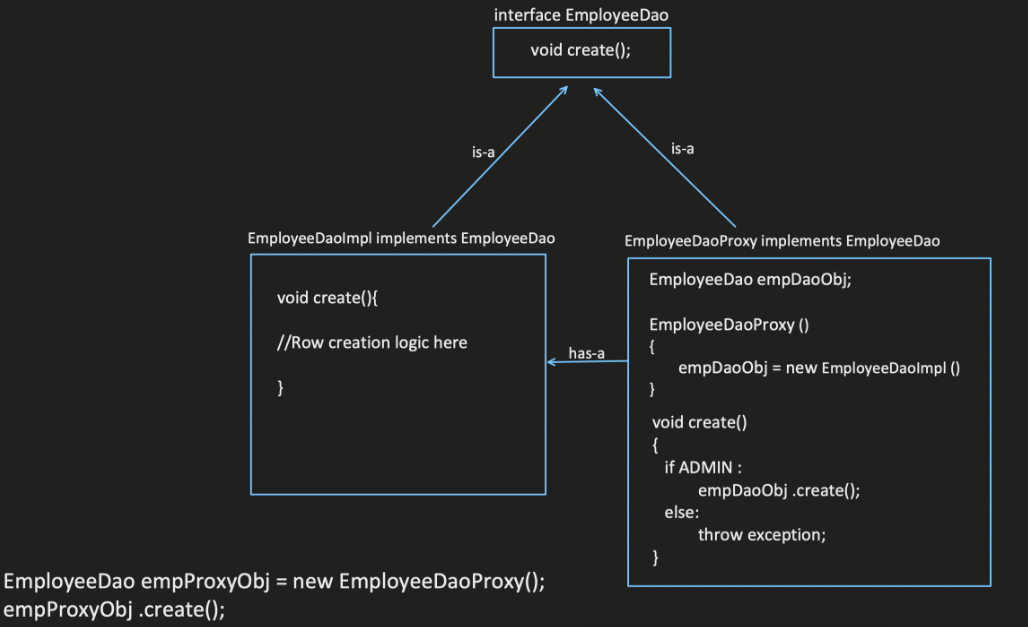 interface EmployeeDao
void create();
is-a
is-a
EmployeeDaoImpl implements EmployeeDao
void create(){
//Row creation logic here
}
has-a
EmployeeDaoProxy implements EmployeeDao
EmployeeDao empDaoObj;
EmployeeDaoProxy ()
{
empDaoObj = new EmployeeDaoImpl ()
}
void create()
{
if ADMIN :
empDaoObj .create();
else:
throw exception;
}
EmployeeDao empProxyObj = new EmployeeDaoProxy();
empProxyObj .create();